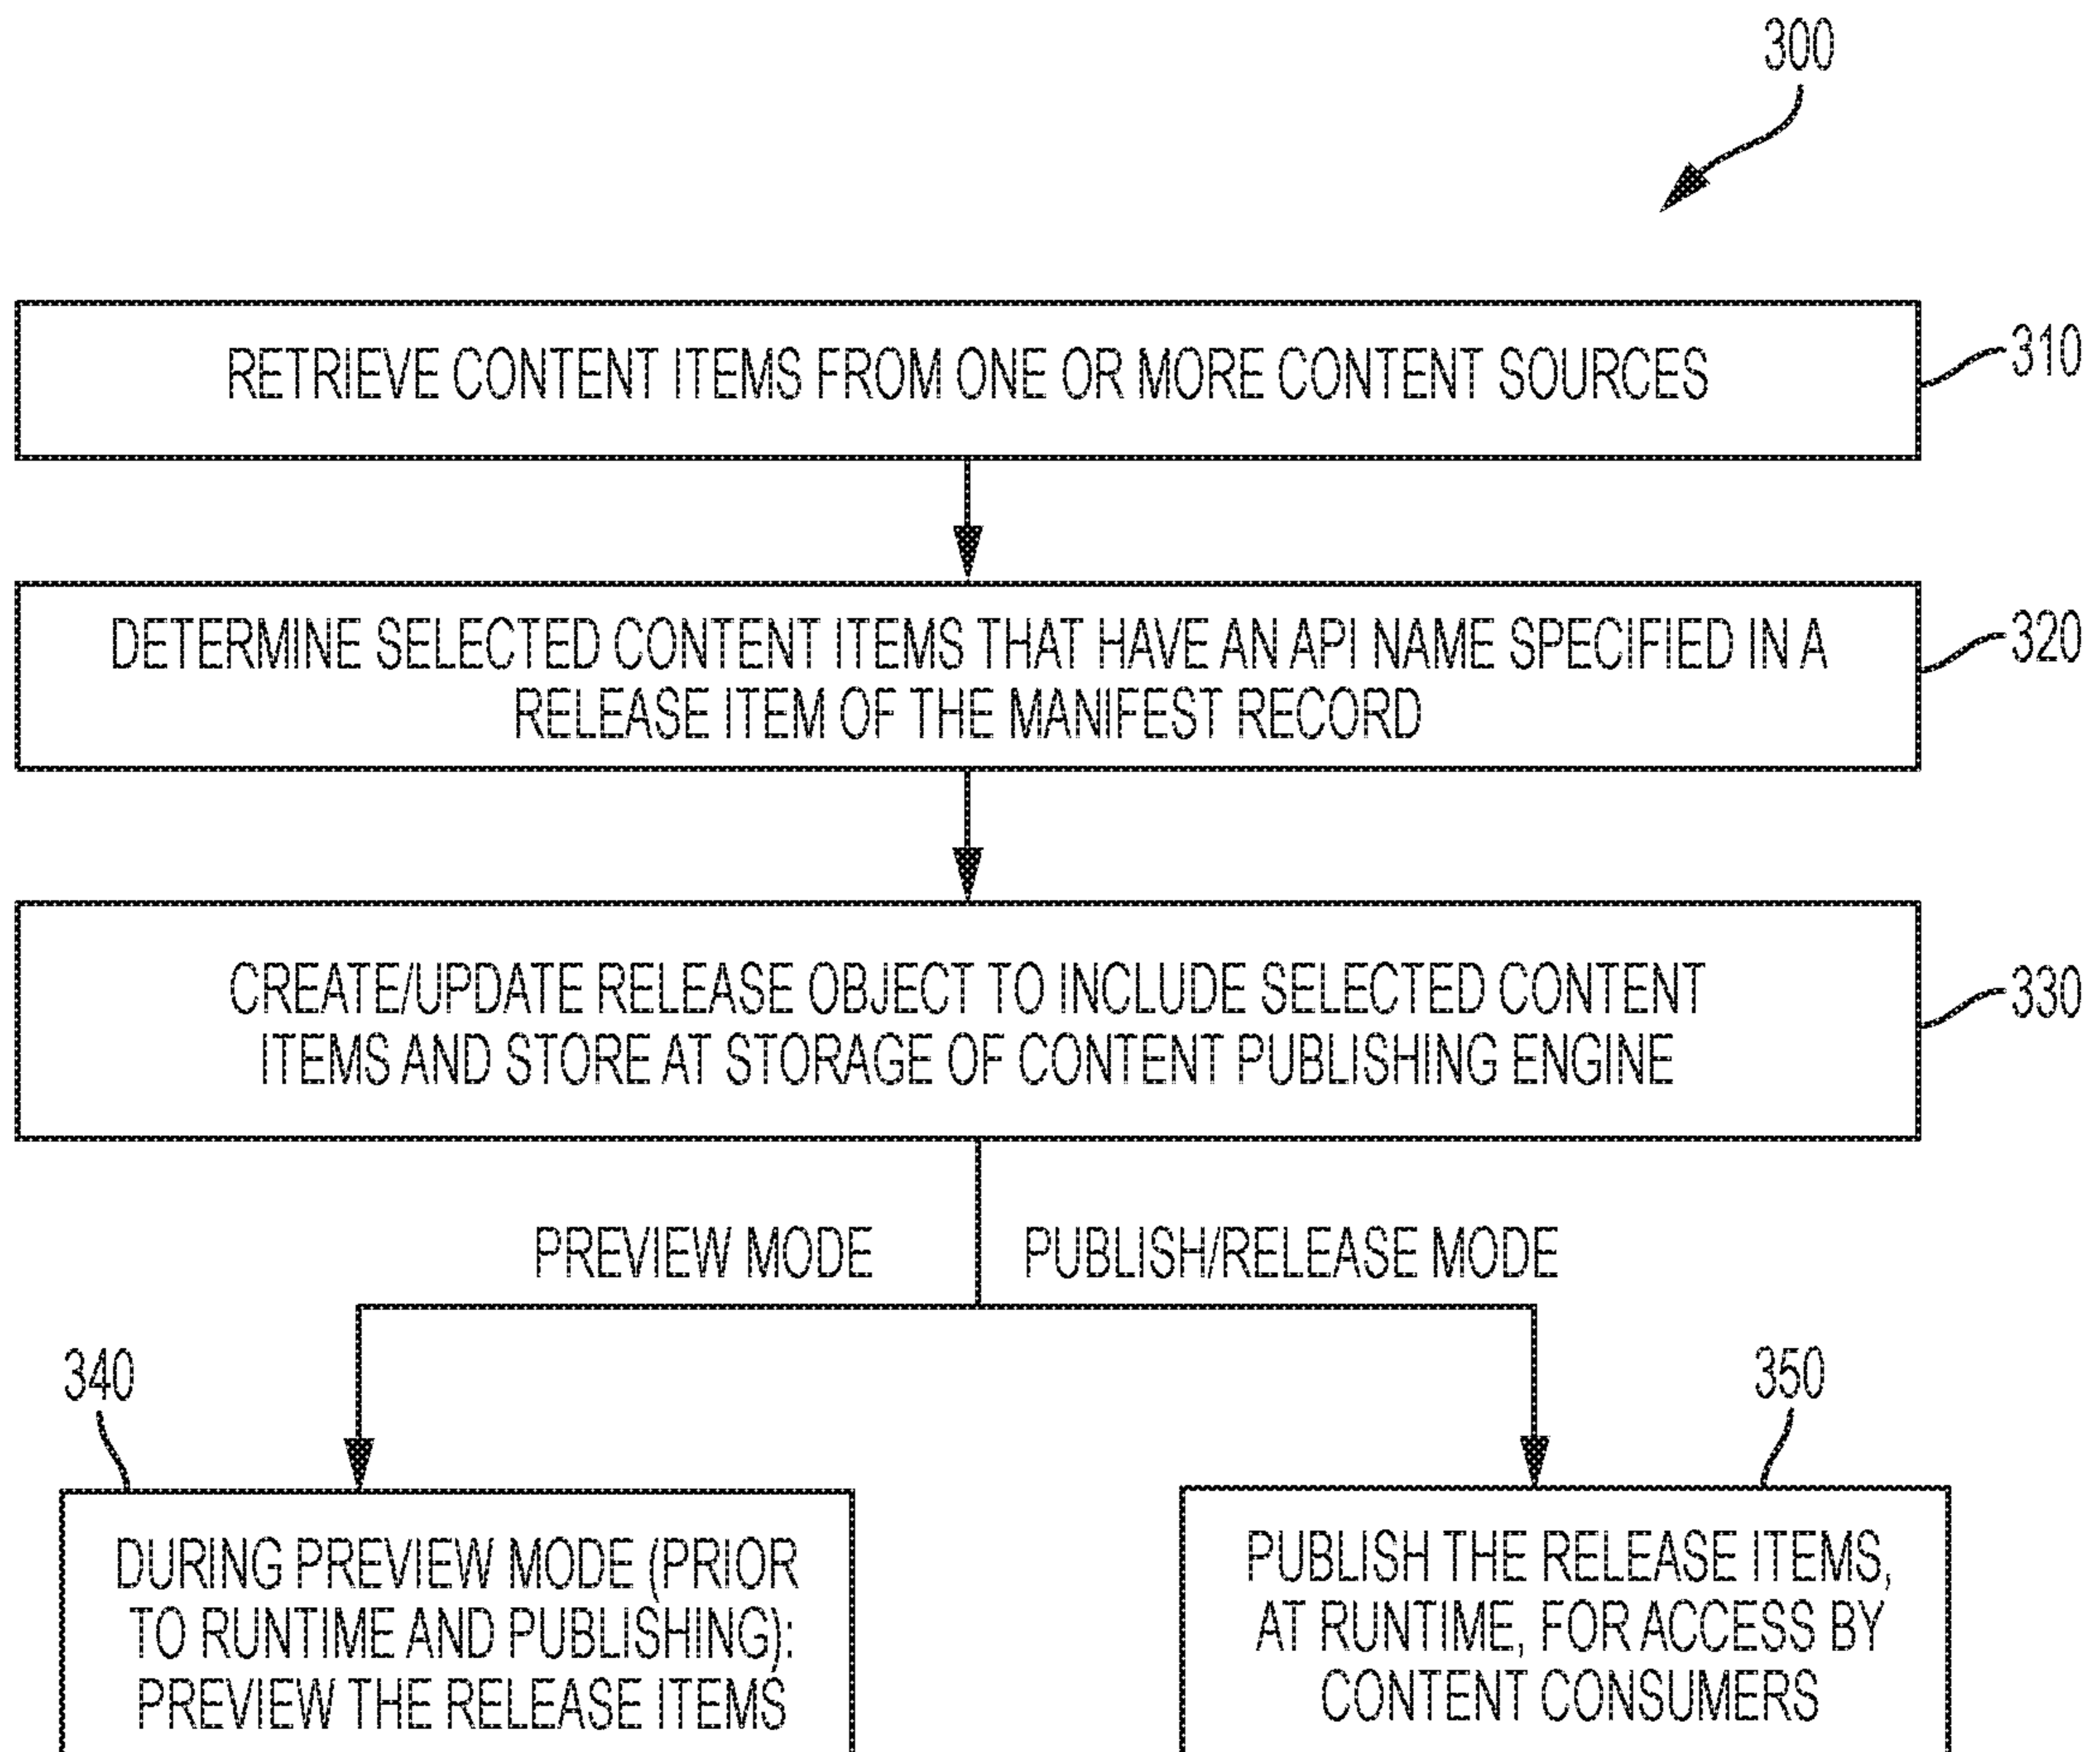 300
RETRIEVE CONTENT ITEMS FROM ONE OR MORE CONTENT SOURCES
310
DETERMINE SELECTED CONTENT ITEMS THAT HAVE AN API NAME SPECIFIED IN A
RELEASE ITEM OF THE MANIFEST RECORD
320
CREATE/UPDATE RELEASE OBJECT TO INCLUDE SELECTED CONTENT
ITEMS AND STORE AT STORAGE OF CONTENT PUBLISHING ENGINE
330
PREVIEW MODE
PUBLISH/RELEASE MODE
340
DURING PREVIEW MODE (PRIOR
TO RUNTIME AND PUBLISHING):
PREVIEW THE RELEASE ITEMS
350
PUBLISH THE RELEASE ITEMS,
AT RUNTIME, FOR ACCESS BY
CONTENT CONSUMERS